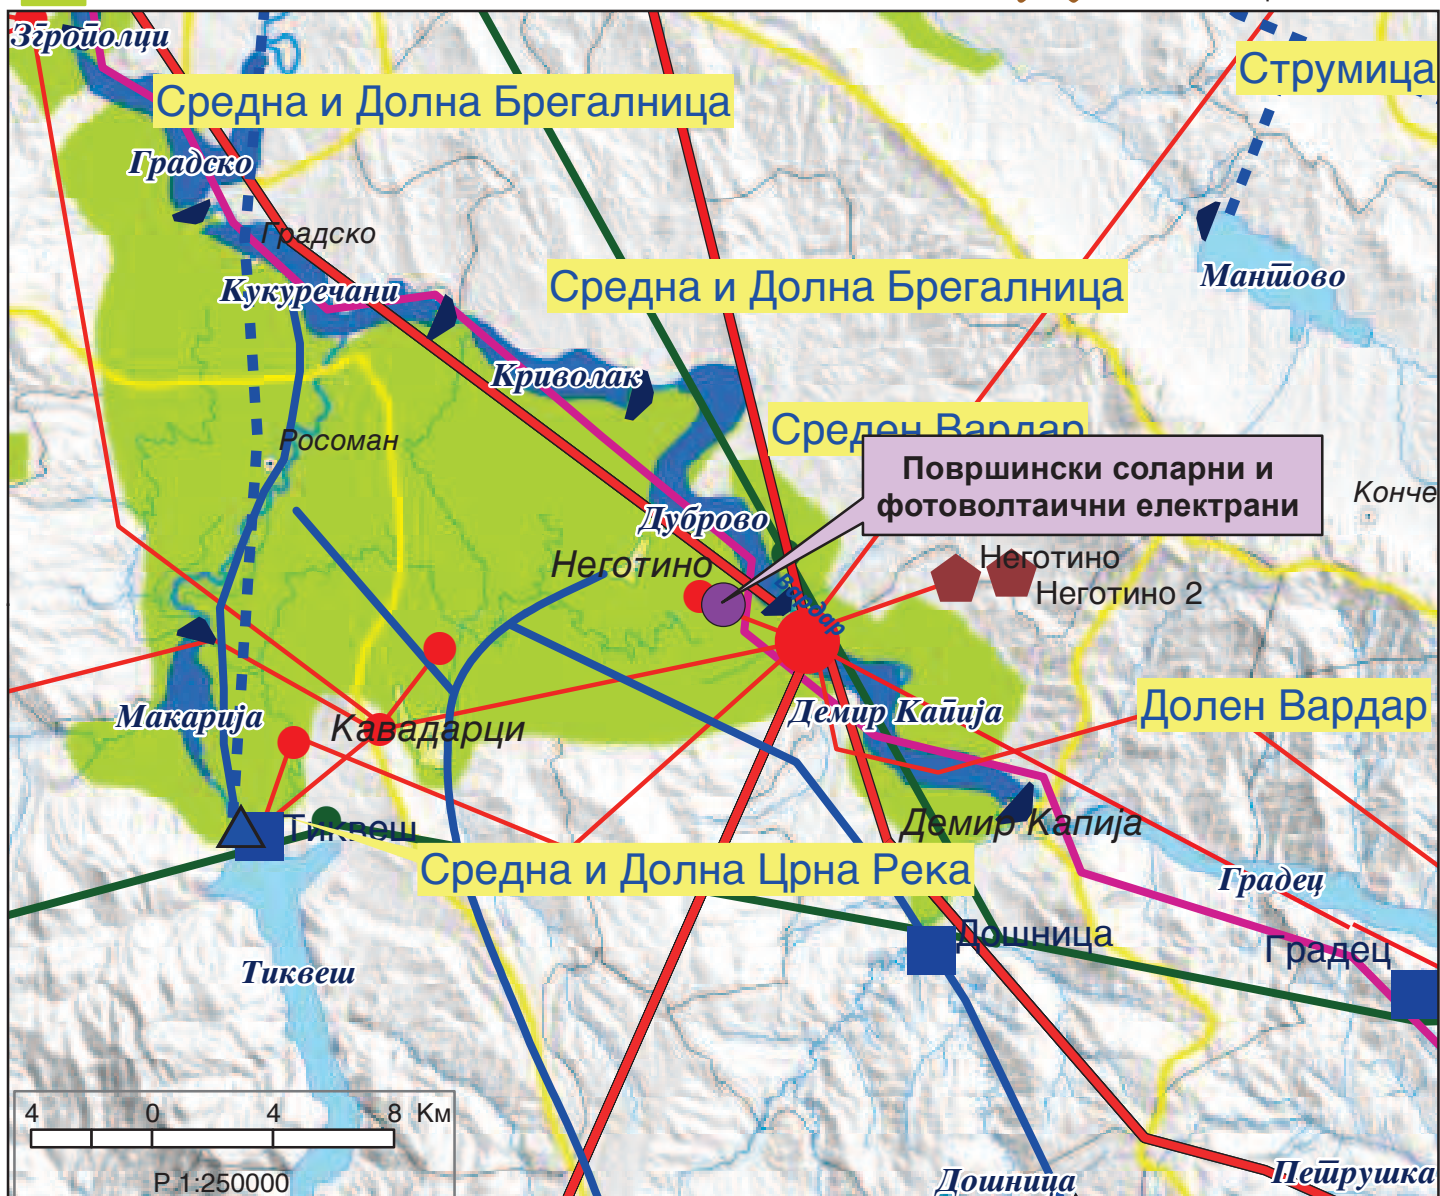 Згрополци
Струмица
Средна и Долна Брегалница
Градско
Градско
Мантово
Кукуречани
Средна и Долна Брегалница
Криволак
Среден Вардар
Росоман
Површински соларни и
фотоволтаични електрани
Конче
Дуброво
Неготино
Неготино
Неготино 2
Вардар
Макарија
Кавадарци
Демир Капија
Долен Вардар
Тиквеш
Демир Капија
Средна и Долна Црна Река
Градец
Дошница
Градец
Тиквеш
4 0 4 8 Км
Р 1:250000
Дошница
Петрушка